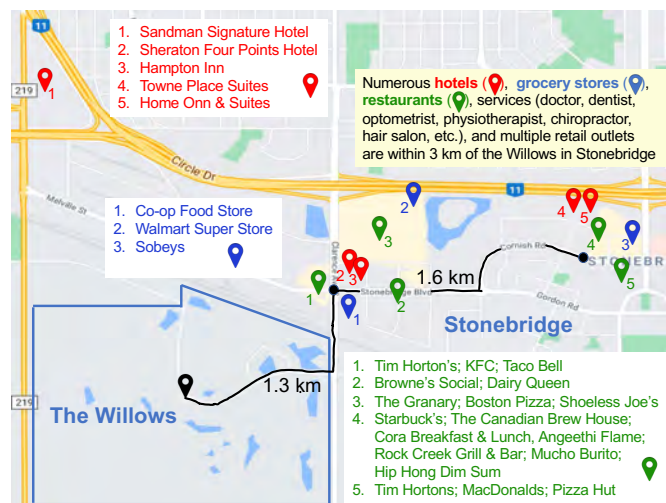 1. Sandman Signature Hotel
2. Sheraton Four Points Hotel
3. Hampton Inn
4. Towne Place Suites
5. Home Onn & Suites
Numerous hotels ( ), grocery stores ( ),
restaurants ( ), services (doctor, dentist,
optometrist, physiotherapist, chiropractor,
hair salon, etc.), and multiple retail outlets
are within 3 km of the Willows in Stonebridge
219
1
Circle Dr
11
2
11
4
5
Melville St
1. Co-op Food Store
2. Walmart Super Store
3. Sobeys
3
4
3
Cornish Rd
STONEBR
Clarence Ave
2
3
1.6 km
5
1
Stonebridge Blvd
2
1
Gordon Rd
Stonebridge
1.3 km
The Willows
219
1. Tim Horton's; KFC; Taco Bell
2. Browne's Social; Dairy Queen
3. The Granary; Boston Pizza; Shoeless Joe's
4. Starbuck's; The Canadian Brew House;
Cora Breakfast & Lunch, Angeethi Flame;
Rock Creek Grill & Bar; Mucho Burito;
Hip Hong Dim Sum
5. Tim Hortons; MacDonalds; Pizza Hut